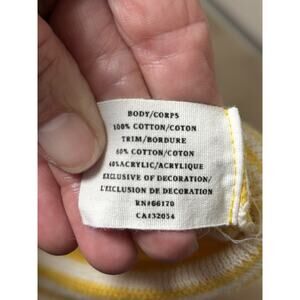 BODY/CORPS
100% COTTON/COTON
TRIM/BORDURE
60% COTTON/COTON
40% ACRYLIC/ACRYLIQUE
EXCLUSIVE OF DECORATION/
L'EXCLUSION DE DECORATION
RN#66170
CA#32054